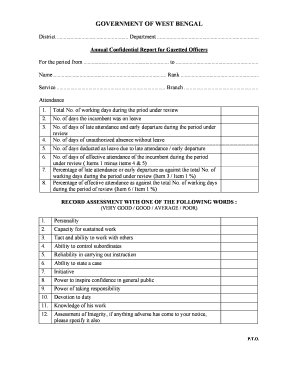 GOVERNMENT OF WEST BENGAL
District .............................. Department ..............................
Annual Confidential Report for Gazetted Officers
For the period from .............................. to ..............................
Name .............................. Rank ..............................
Service .............................. Branch ..............................
Attendance
1. Total No. of working days during the period under review
2. No. of days the incumbent was on leave
3. No. of days of late attendance and early departure during the period under
review
4. No. of days of unauthorized absence without leave
5. No. of days deducted as leave due to late attendance / early departure
6. No. of days of effective attendance of the incumbent during the period
under review ( Items 1 minus items 4 & 5)
7. Percentage of late attendance or early departure as against the total No. of
working days during the period under review (Item 3 / Item 1 %)
8. Percentage of effective attendance as against the total No. of working days
during the period of review (Item 6 / Item 1 %)
RECORD ASSESSMENT WITH ONE OF THE FOLLOWING WORDS :
(VERY GOOD / GOOD / AVERAGE / POOR)
1. Personality
2. Capacity for sustained work
3. Tact and ability to work with others
4. Ability to control subordinates
5. Reliability in carrying out instruction
6. Ability to state a case
7. Initiative
8. Power to inspire confidence in general public
9. Power of taking responsibility
10. Devotion to duty
11. Knowledge of his work
12. Assessment of Integrity, if anything adverse has come to your notice,
please specify it also
P.T.O.